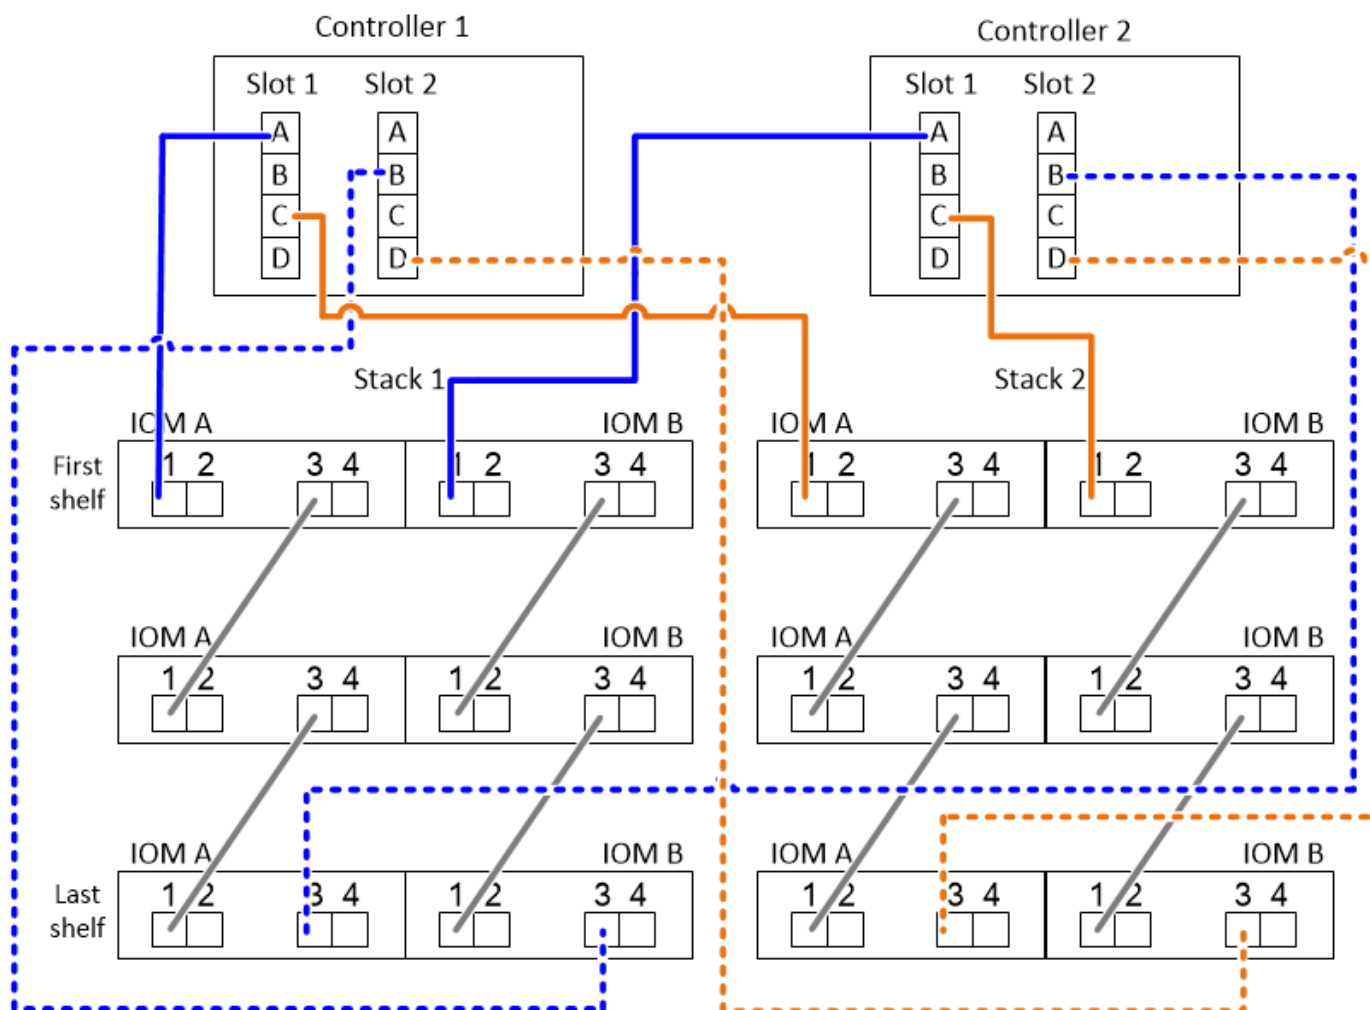 Controller 1
Controller 2
Slot 1 Slot 2
Slot 1 Slot 2
A A
B B
C C
D D
A A
B B
C C
D D
Stack 1
Stack 2
IOM A IOM B
IOM A IOM B
First
shelf
1 2 3 4 1 2 3 4
1 2 3 4 1 2 3 4
IOM A IOM B
IOM A IOM B
1 2 3 4 1 2 3 4
1 2 3 4 1 2 3 4
IOM A IOM B
IOM A IOM B
Last
shelf
1 2 3 4 1 2 3 4
1 2 3 4 1 2 3 4